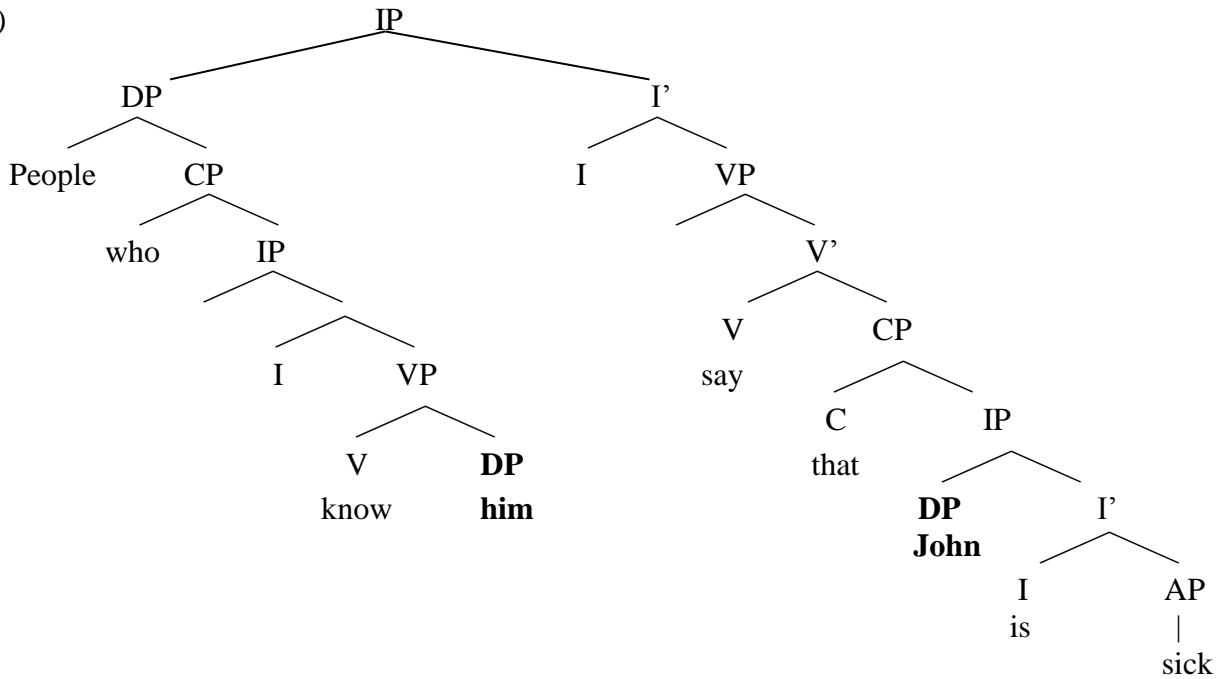 )
IP
DP I’
People CP I VP
who IP V’
V CP
I VP say
C IP
V DP that
know him DP I’
John
I AP
is |
sick